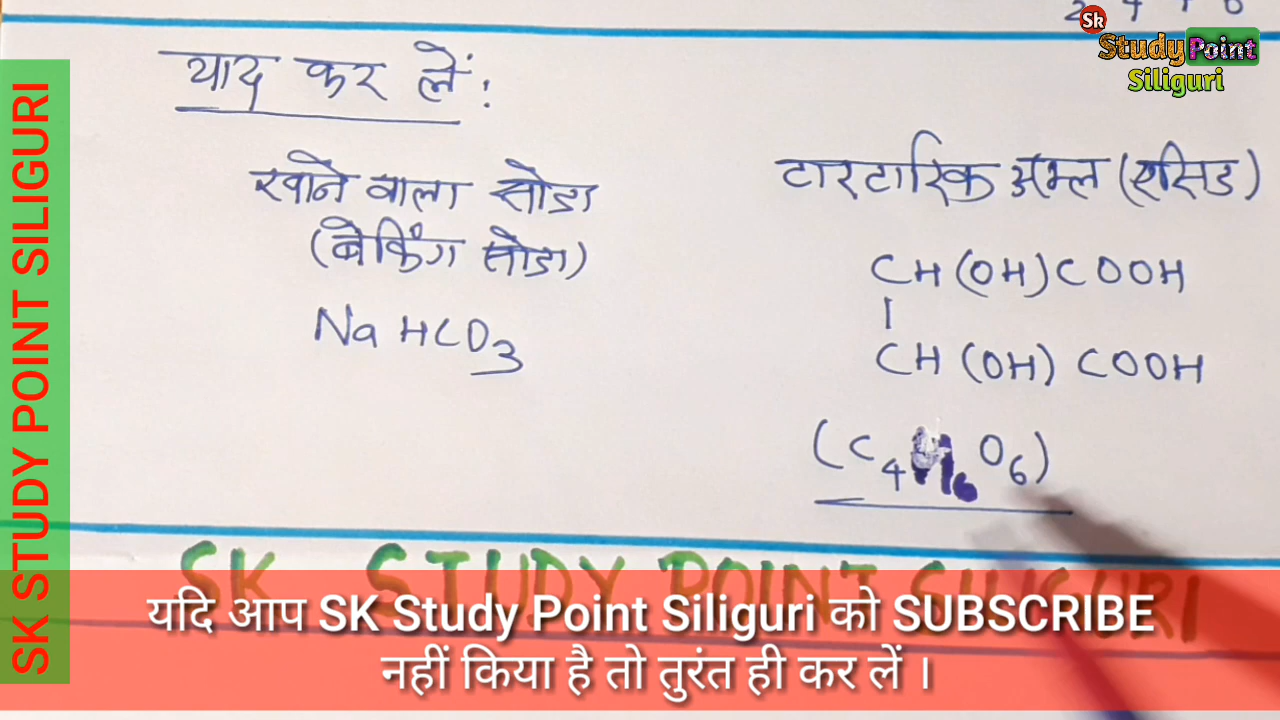 Sk
Study Point
Siliguri
याद कर लें:
खाने वाला सोडा
(बेकिंग सोडा)
NaHCO3
टारटारिक अम्ल (एसिड)
CH(OH)COOH
|
CH(OH)COOH
(C4H6O6)
SK STUDY POINT SILIGURI
SK STUDY POINT SILIGURI
यदि आप SK Study Point Siliguri को SUBSCRIBE
नहीं किया है तो तुरंत ही कर लें ।